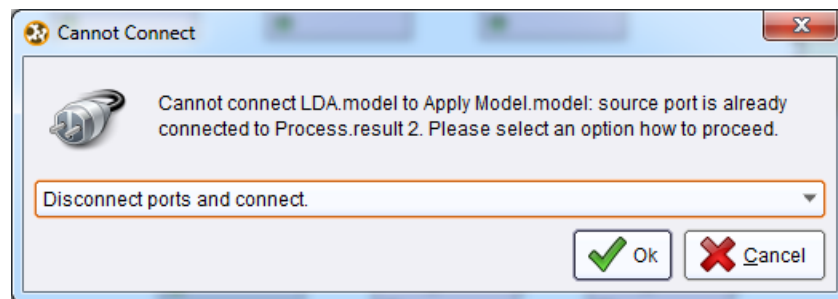 Cannot Connect
Cannot connect LDA.model to Apply Model.model: source port is already
connected to Process.result 2. Please select an option how to proceed.
Disconnect ports and connect.
Ok
Cancel